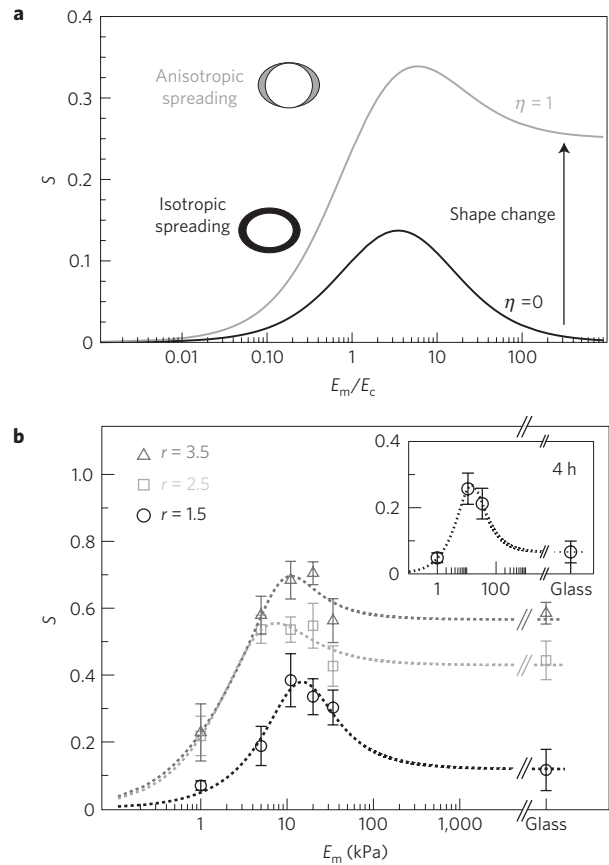 a
0.4
0.3
0.2
0.1
0
S
Anisotropic
spreading
Isotropic
spreading
η = 1
Shape change
η = 0
0.01 0.10 1 10 100
Em/Ec
b
1.0
0.8
0.6
0.4
0.2
0
S
r = 3.5
r = 2.5
r = 1.5
0.4
0.2
0
4 h
1 100 Glass
1 10 100 1,000 Glass
Em (kPa)